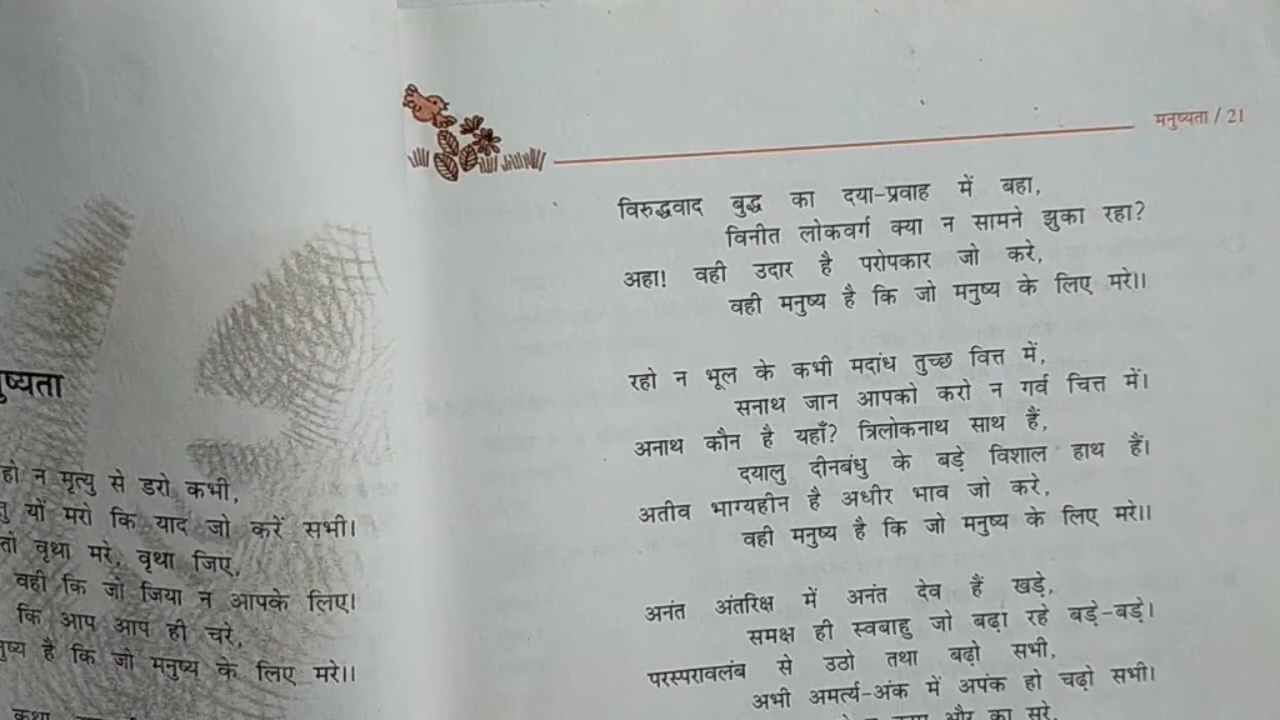 हो न मृत्यु से डरो कभी,
यों मरो कि याद जो करें सभी।
वृथा मरे, वृथा जिए,
वही कि जो जिया न आपके लिए।
कि आप आप ही चरे,
है कि जो मनुष्य के लिए मरे।।
मनुष्यता / 21
विरुद्धवाद बुद्ध का दया-प्रवाह में बहा,
विनीत लोकवर्ग क्या न सामने झुका रहा?
अहा! वही उदार है परोपकार जो करे,
वही मनुष्य है कि जो मनुष्य के लिए मरे।।
रहो न भूल के कभी मदांध तुच्छ वित्त में,
सनाथ जान आपको करो न गर्व चित्त में।
अनाथ कौन है यहाँ? त्रिलोकनाथ साथ हैं,
दयालु दीनबंधु के बड़े विशाल हाथ हैं।
अतीव भाग्यहीन है अधीर भाव जो करे,
वही मनुष्य है कि जो मनुष्य के लिए मरे।।
अनंत अंतरिक्ष में अनंत देव हैं खड़े,
समक्ष ही स्वबाहु जो बढ़ा रहे बड़े-बड़े।
परस्परावलंब से उठो तथा बढ़ो सभी,
अभी अमर्त्य-अंक में अपंक हो चढ़ो सभी।
और का सरे,